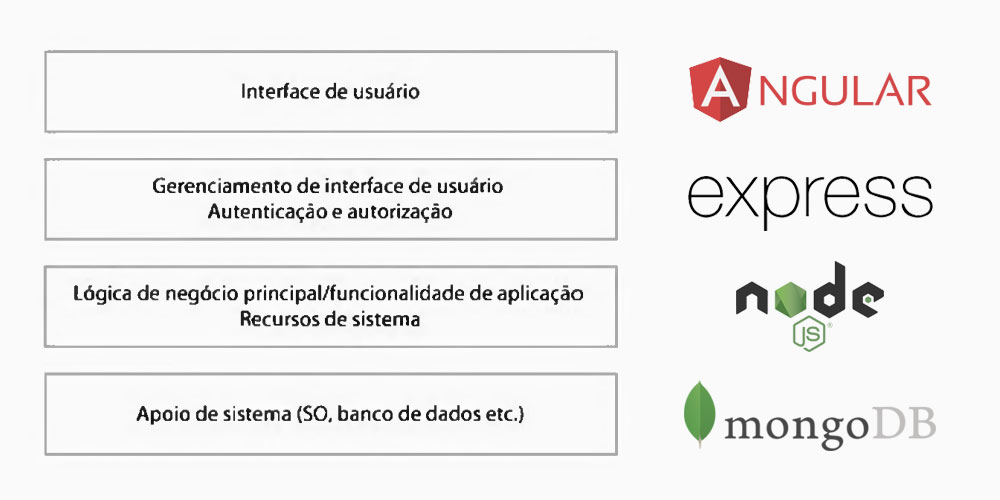 Interface de usuário
ANGULAR
Gerenciamento de interface de usuário
Autenticação e autorização
express
Lógica de negócio principal/funcionalidade de aplicação
Recursos de sistema
node
JS®
Apoio de sistema (SO, banco de dados etc.)
mongoDB